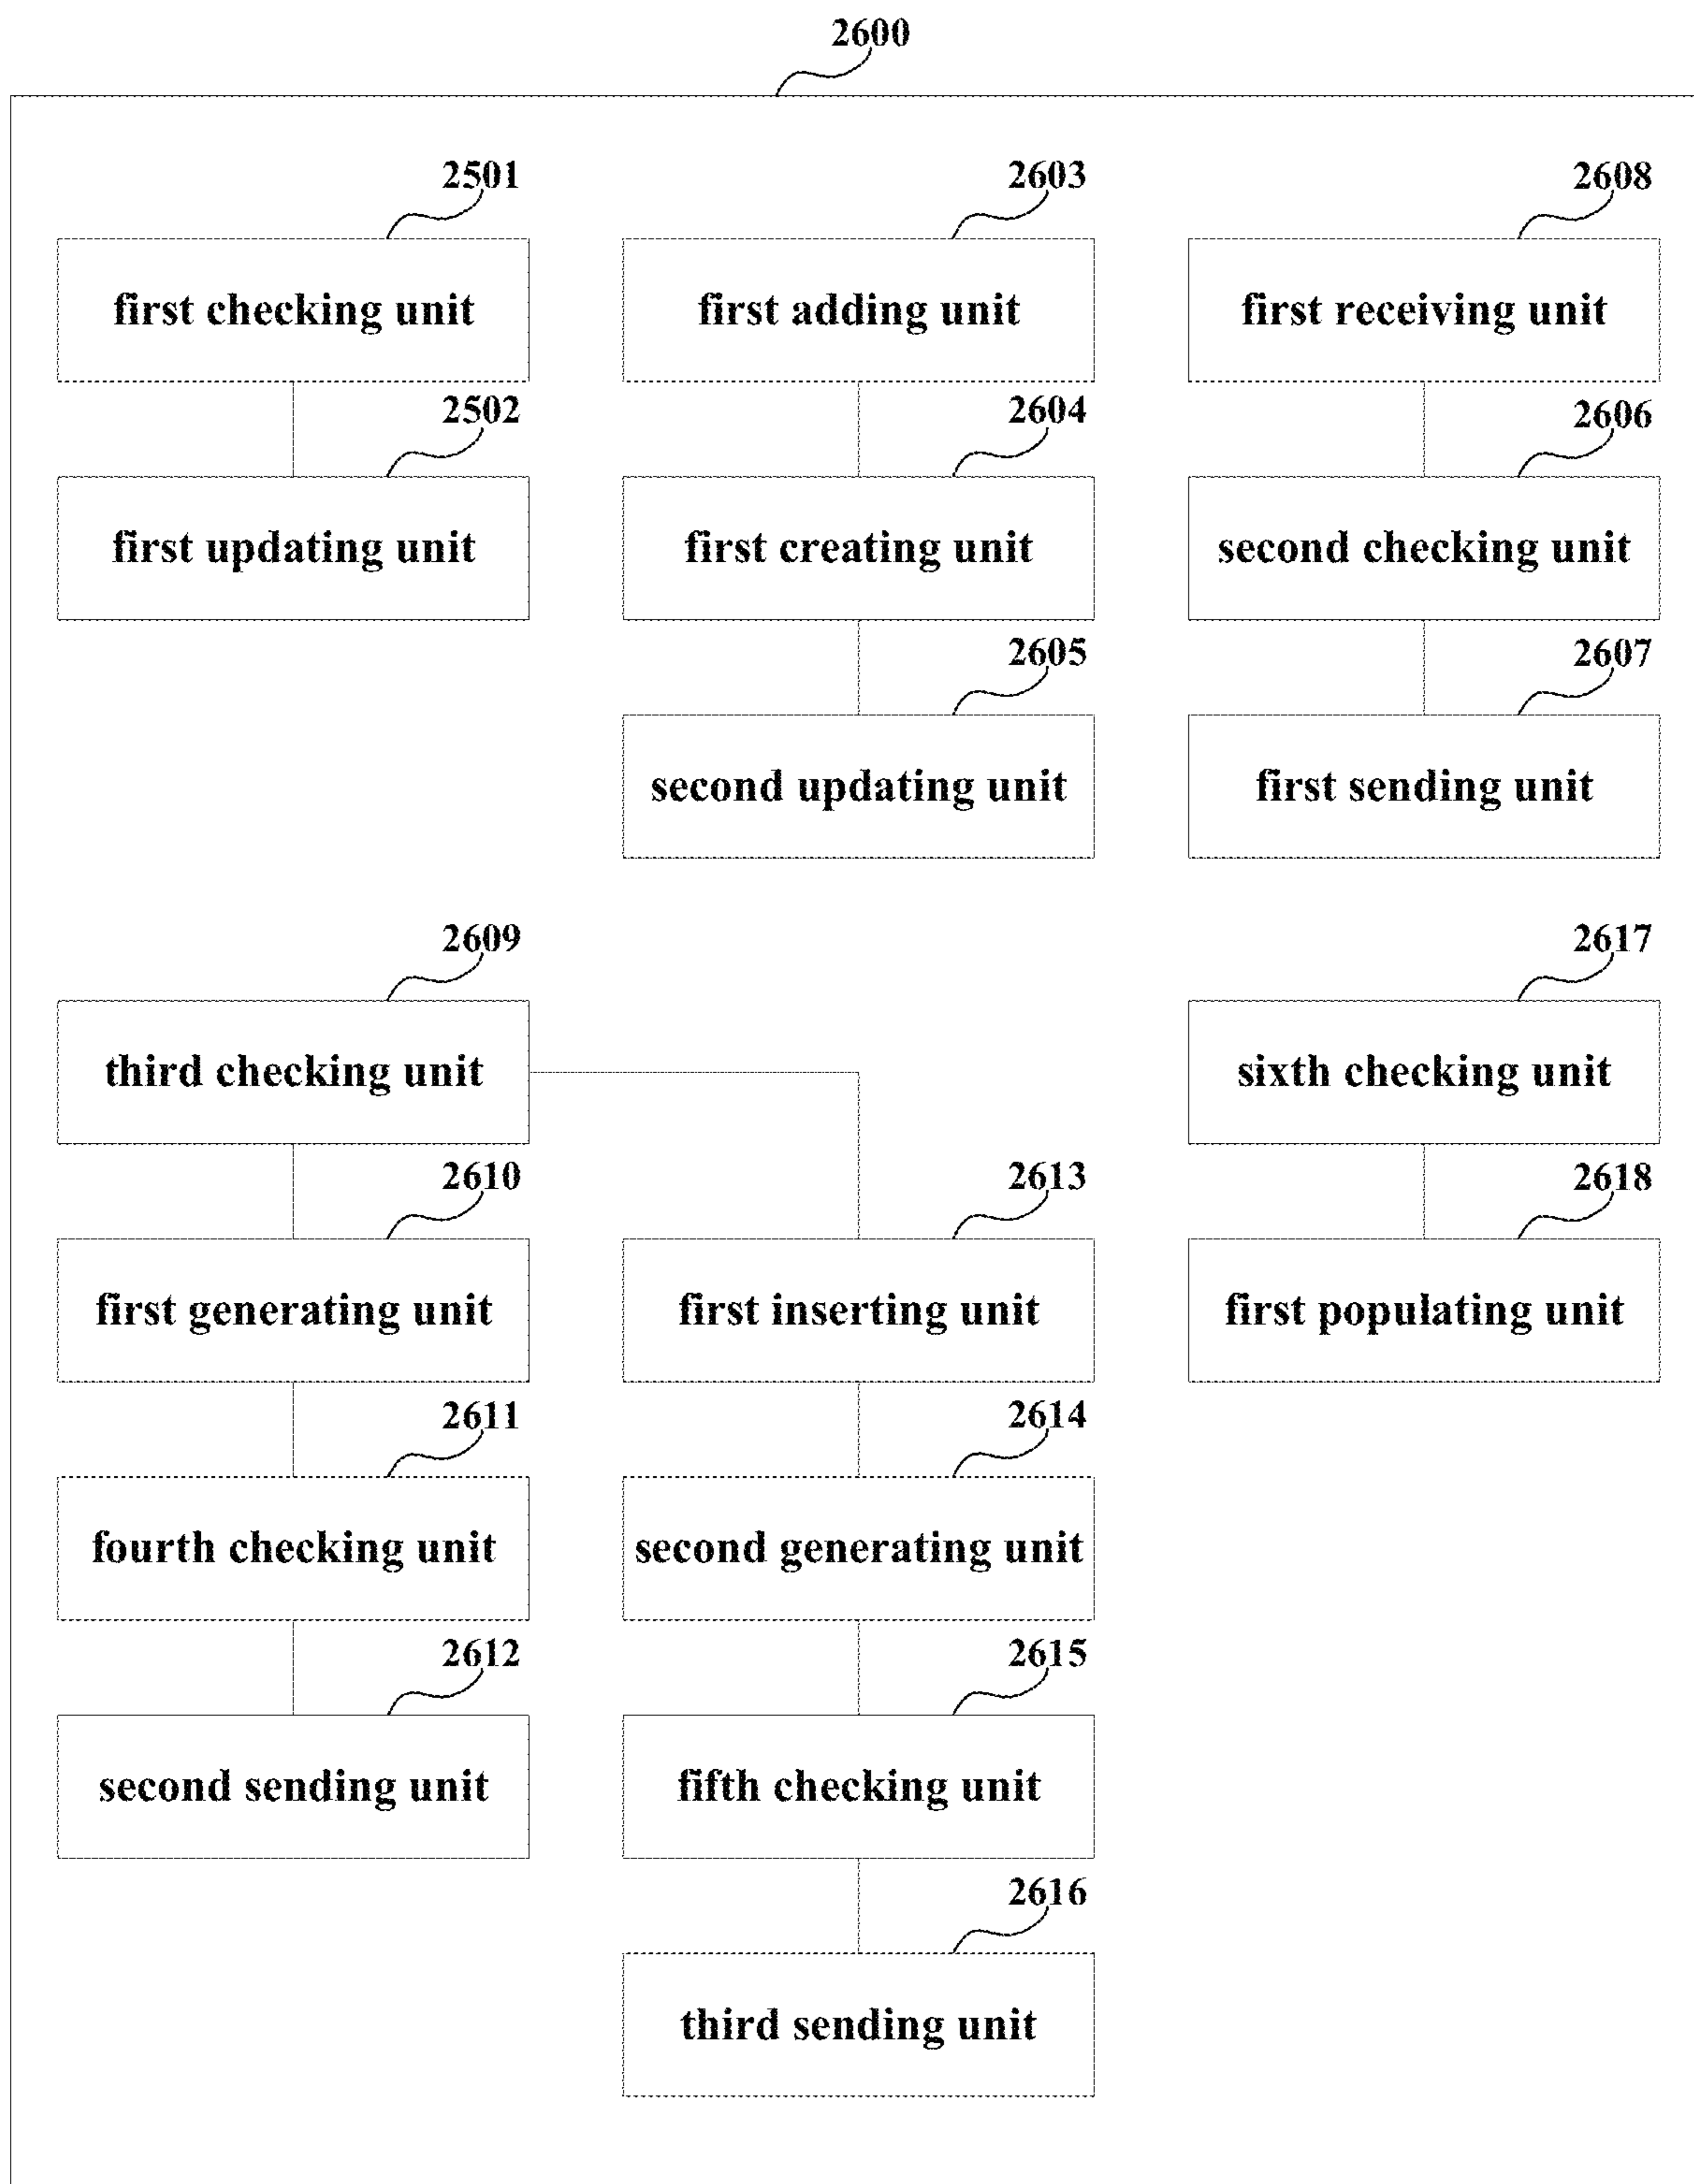 2600
2501
2603
2608
first checking unit
first adding unit
first receiving unit
2502
2604
2606
first updating unit
first creating unit
second checking unit
2605
2607
second updating unit
first sending unit
2609
2617
third checking unit
sixth checking unit
2610
2613
2618
first generating unit
first inserting unit
first populating unit
2611
2614
fourth checking unit
second generating unit
2612
2615
second sending unit
fifth checking unit
2616
third sending unit